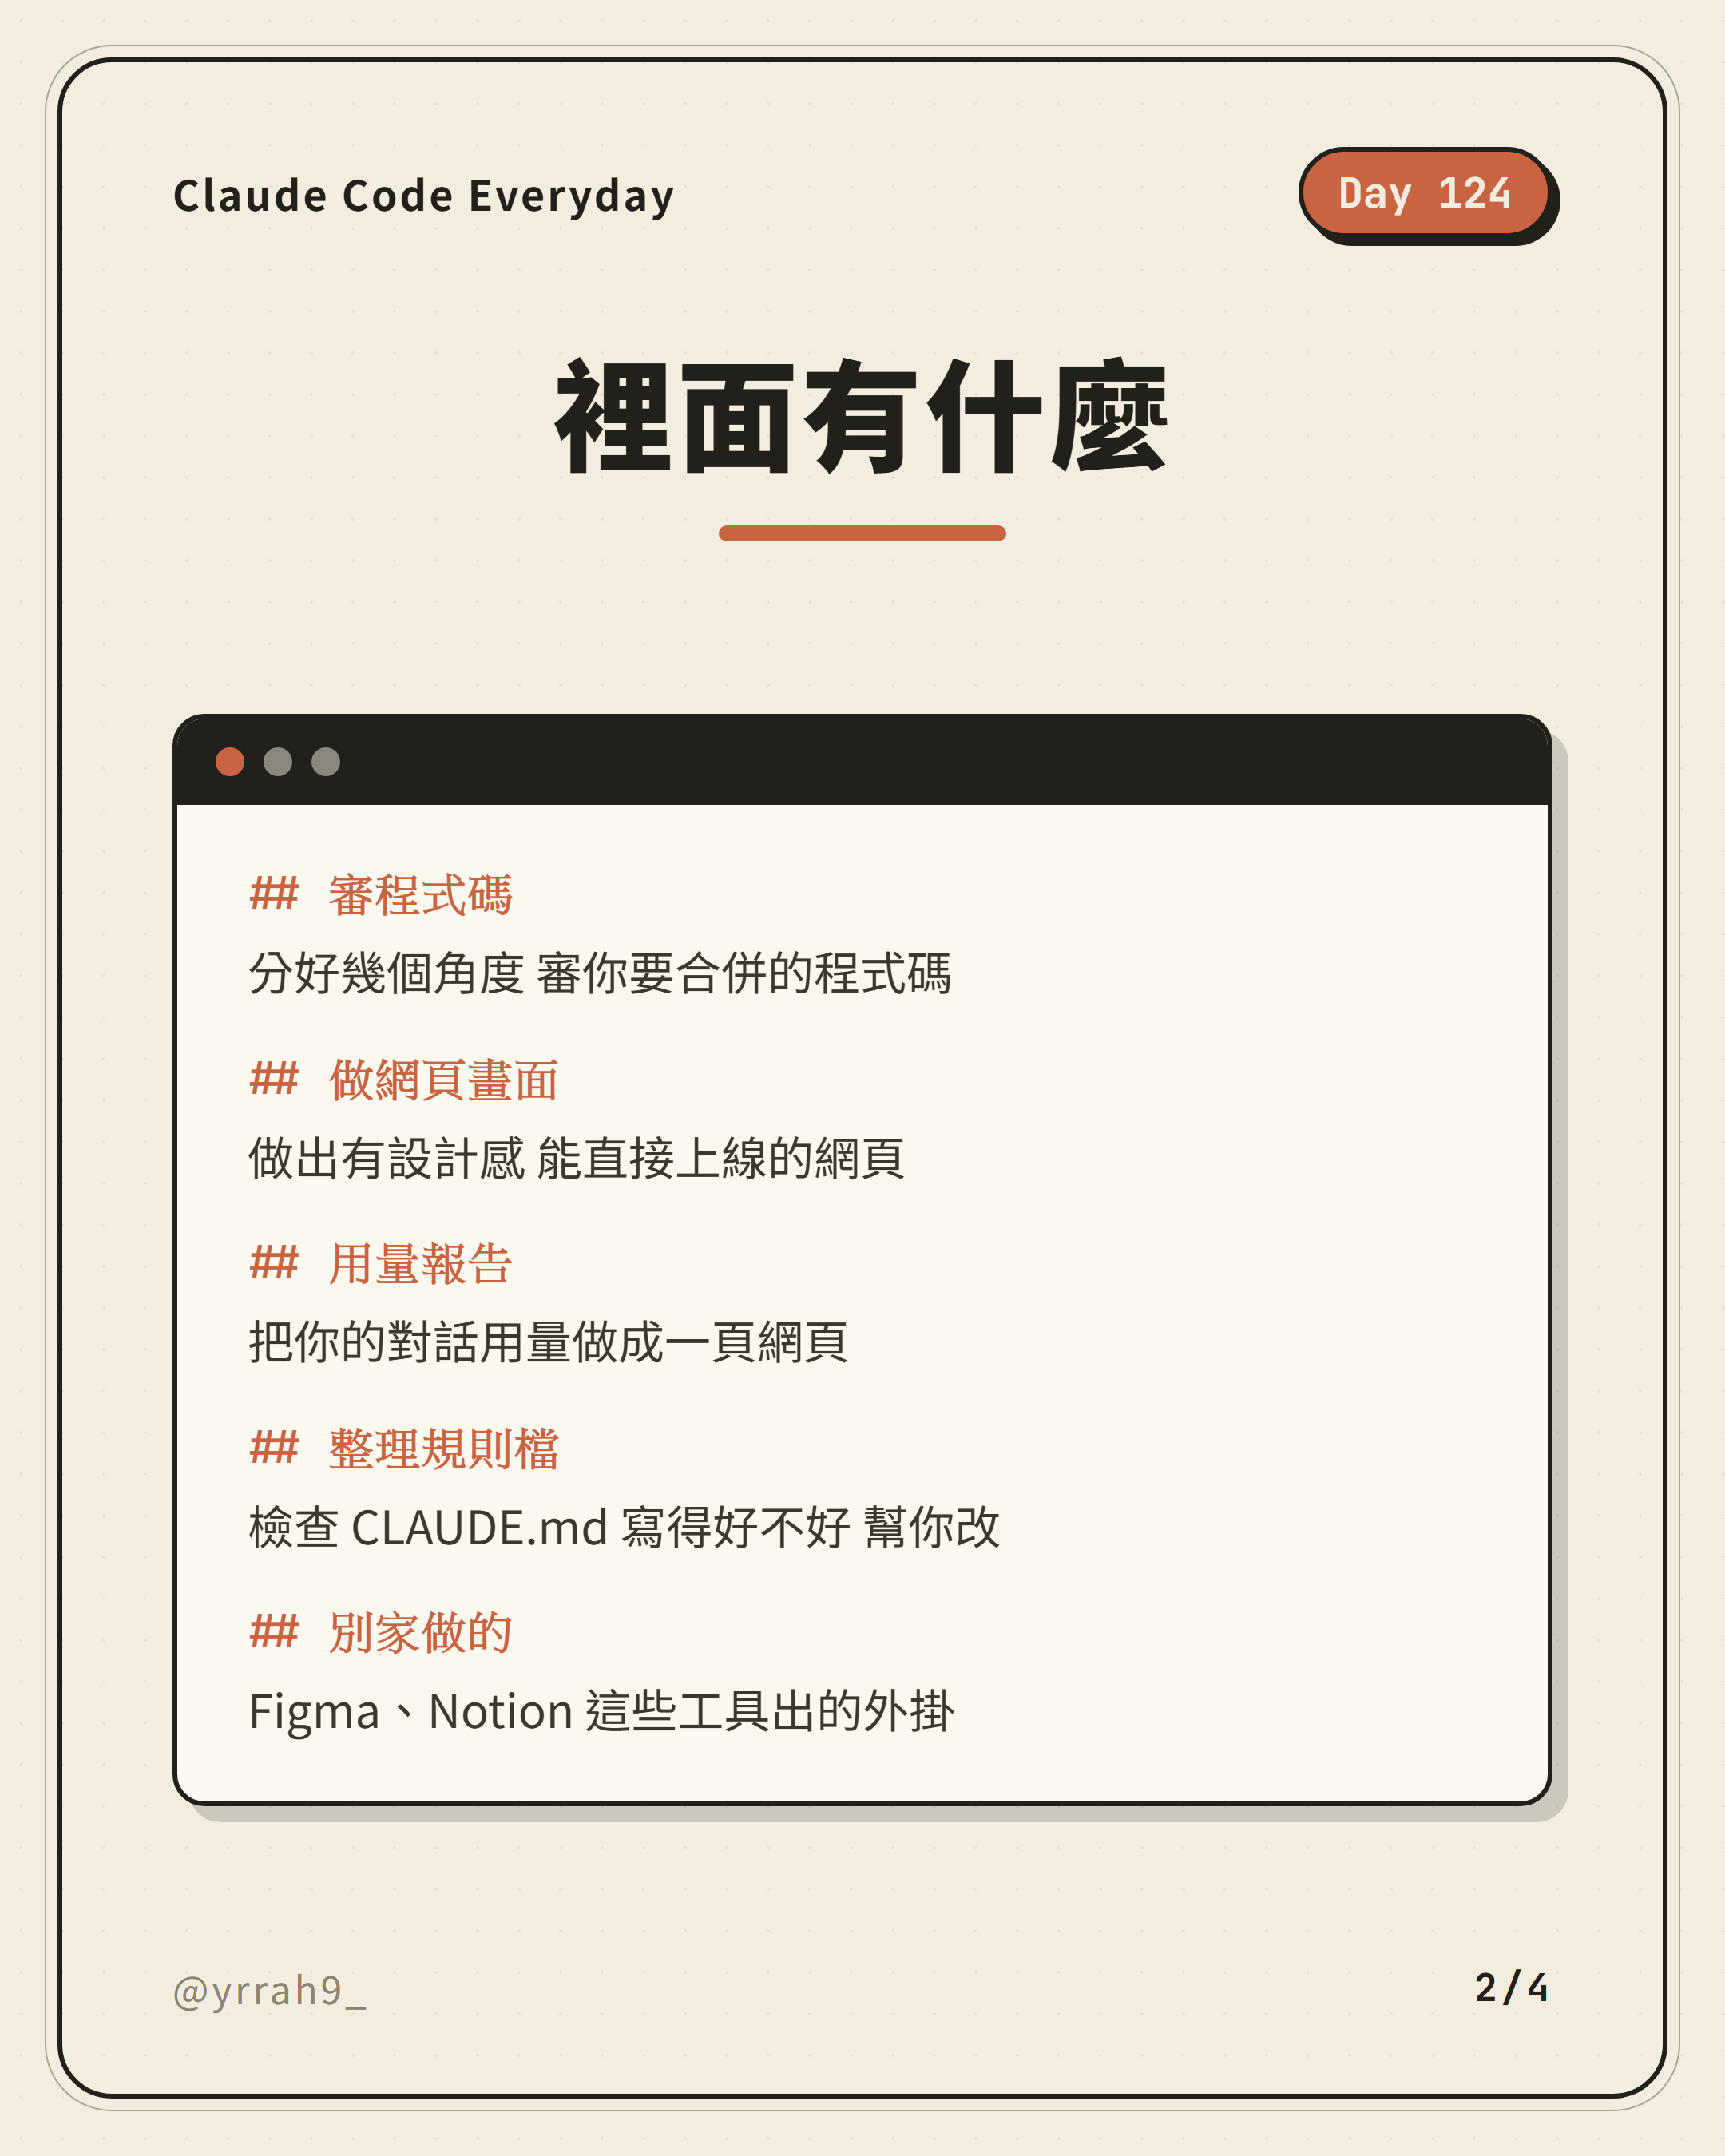 Claude Code Everyday
Day 124
裡面有什麼
## 審程式碼
分好幾個角度 審你要合併的程式碼
## 做網頁畫面
做出有設計感 能直接上線的網頁
## 用量報告
把你的對話用量做成一頁網頁
## 整理規則檔
檢查 CLAUDE.md 寫得好不好 幫你改
## 別家做的
Figma、Notion 這些工具出的外掛
@yrrah9_
2/4